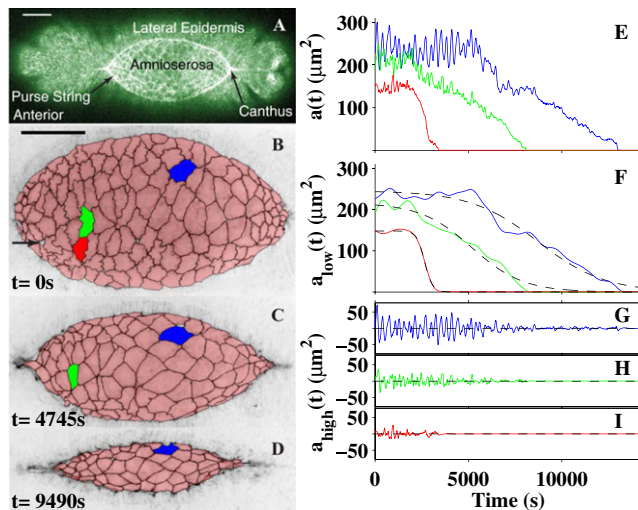 A
Lateral Epidermis
Amnioserosa
Purse String
Anterior
Canthus
B
t= 0s
C
t= 4745s
D
t= 9490s
E
a(t) (μm²)
300
200
100
F
a_low(t) (μm²)
300
200
100
0
G
50
−50
H
50
−50
I
50
−50
a_high(t) (μm²)
0 5000 10000
Time (s)